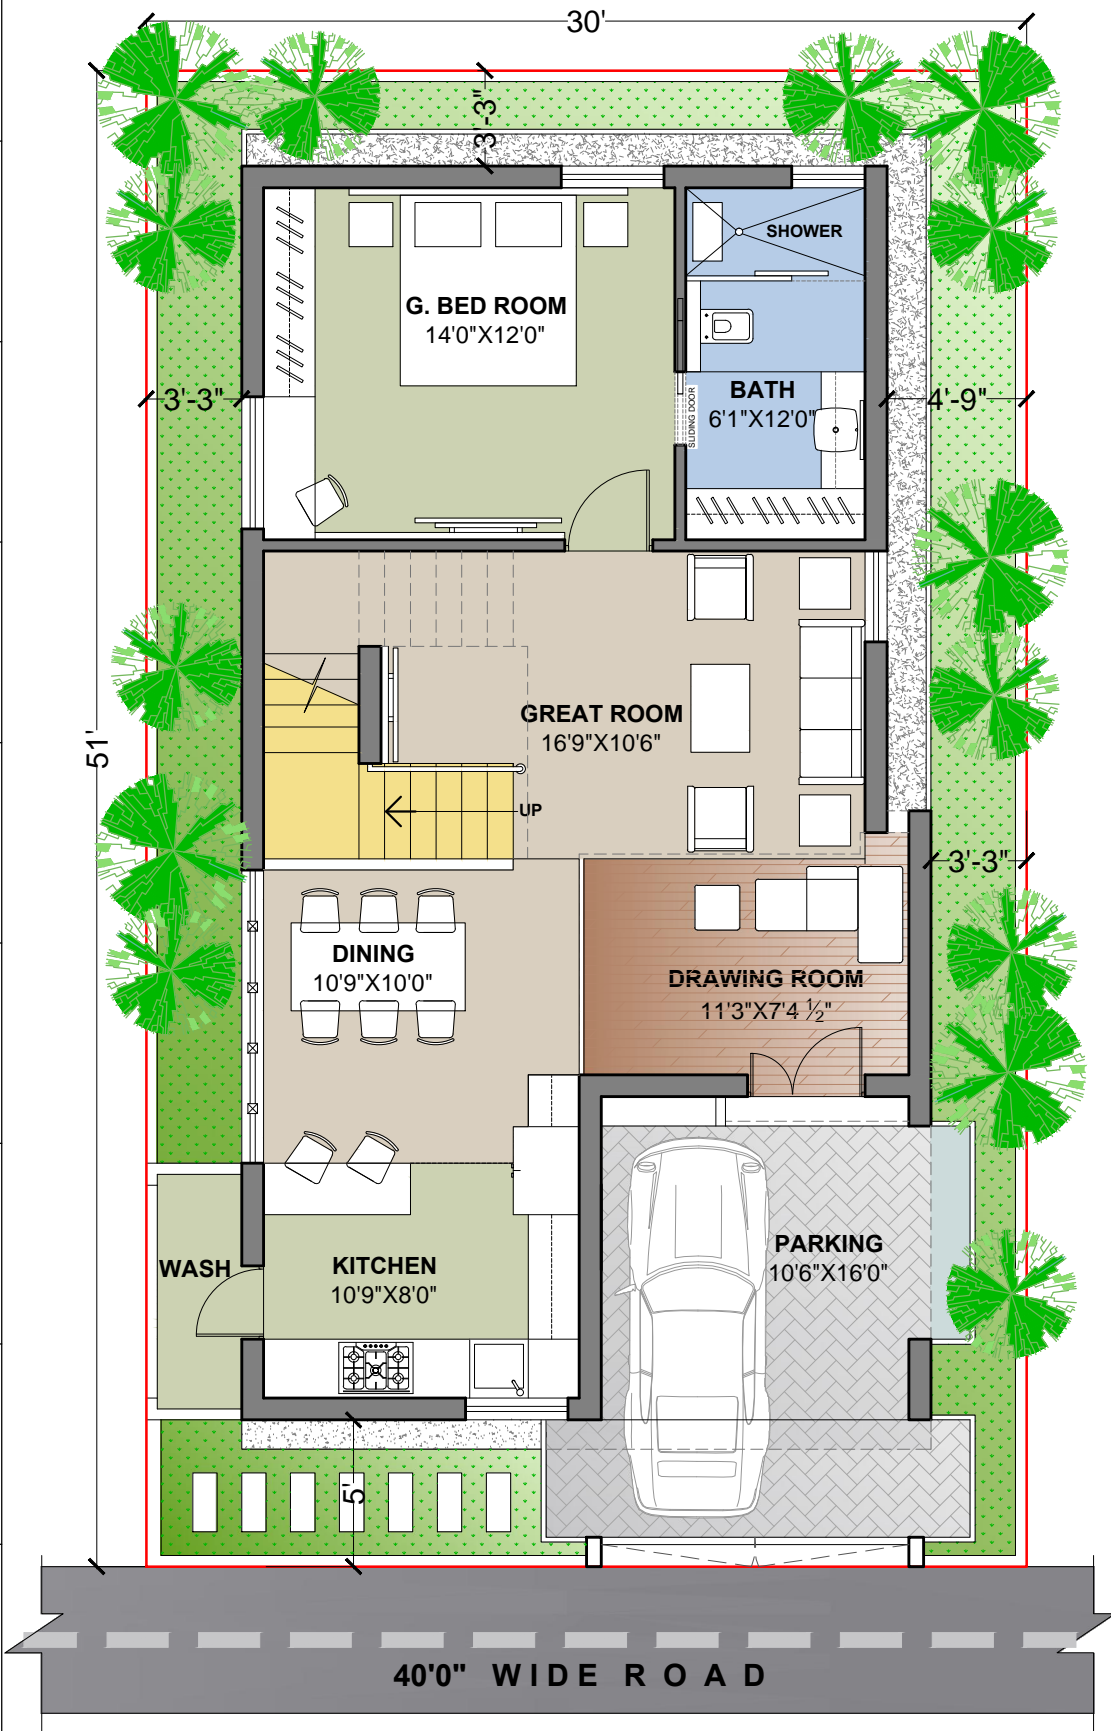 30'
3'-3"
SHOWER
G. BED ROOM
14'0"X12'0"
3'-3"
BATH
6'1"X12'0"
SLIDING DOOR
4'-9"
51'
GREAT ROOM
16'9"X10'6"
UP
3'-3"
DINING
10'9"X10'0"
DRAWING ROOM
11'3"X7'4 ½"
WASH
KITCHEN
10'9"X8'0"
PARKING
10'6"X16'0"
5'
40'0" WIDE ROAD